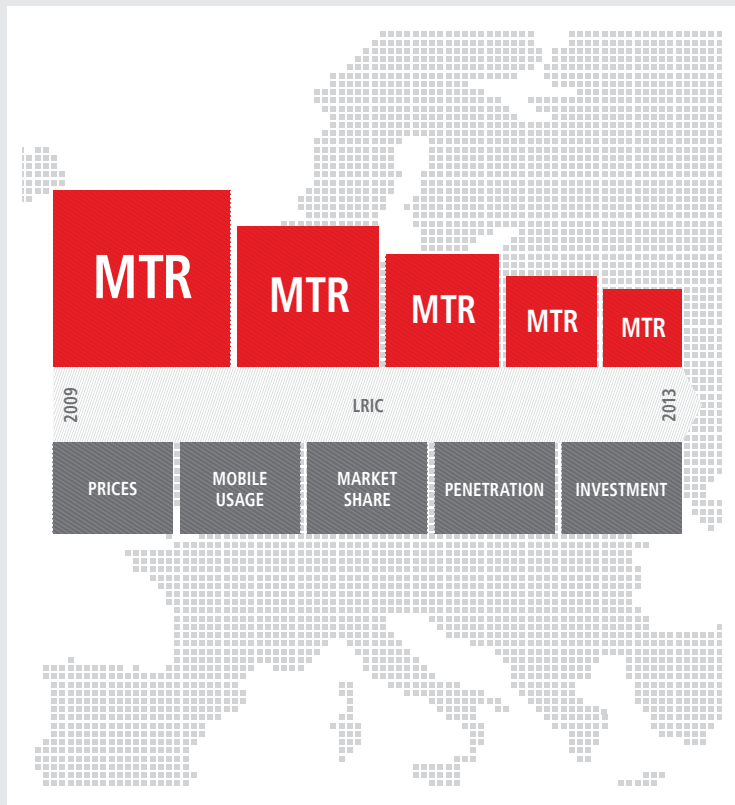 MTR
MTR
MTR
MTR
MTR
2009
LRIC
2013
PRICES
MOBILE
USAGE
MARKET
SHARE
PENETRATION
INVESTMENT